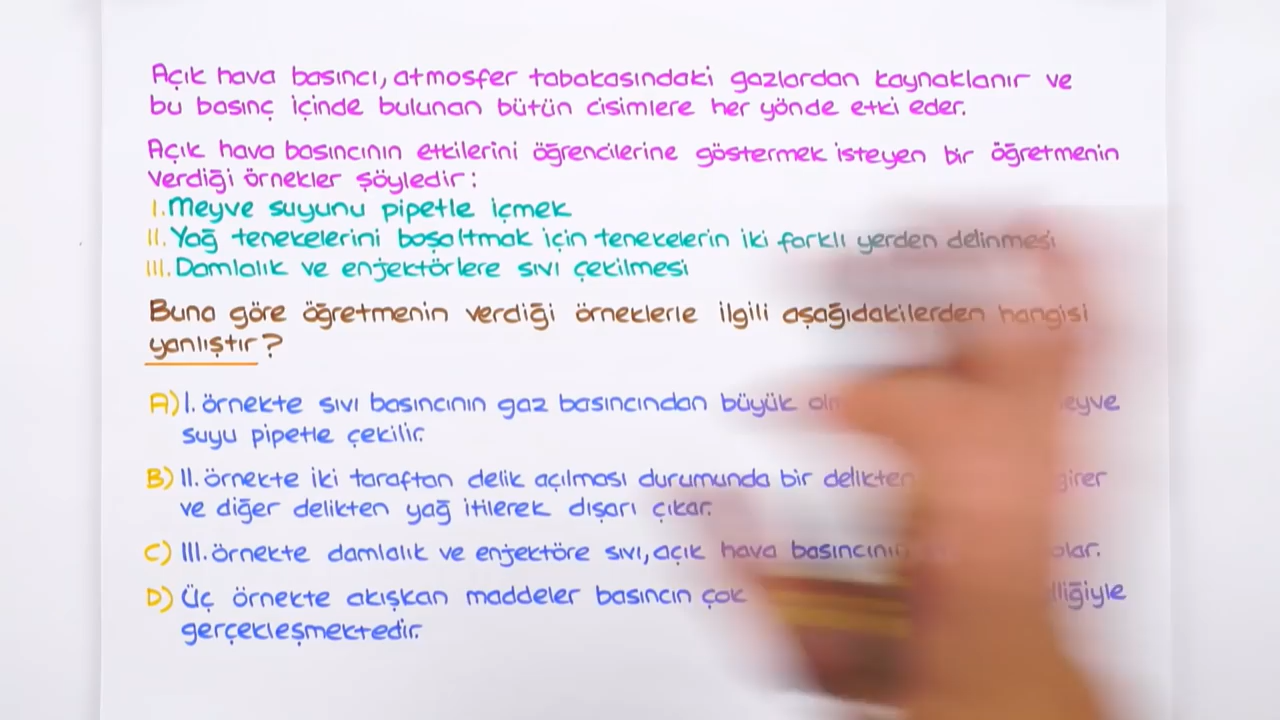 Açık hava basıncı, atmosfer tabakasındaki gazlardan kaynaklanır ve
bu basınç içinde bulunan bütün cisimlere her yönde etki eder.
Açık hava basıncının etkilerini öğrencilerine göstermek isteyen bir öğretmenin
verdiği örnekler şöyledir:
I. Meyve suyunu pipetle içmek
II. Yağ tenekelerini boşaltmak için tenekelerin iki farklı yerden delinmesi
III. Damlalık ve enjektörlere sıvı çekilmesi
Buna göre öğretmenin verdiği örneklerle ilgili aşağıdakilerden hangisi
yanlıştır?
A) I. örnekte sıvı basıncının gaz basıncından büyük
suyu pipetle çekilir.
B) II. örnekte iki taraftan delik açılması durumunda bir delikten girer
ve diğer delikten yağ itilerek dışarı çıkar.
C) III. örnekte damlalık ve enjektöre sıvı, açık hava basıncının
D) Üç örnekte akışkan maddeler basıncın çok
gerçekleşmektedir.